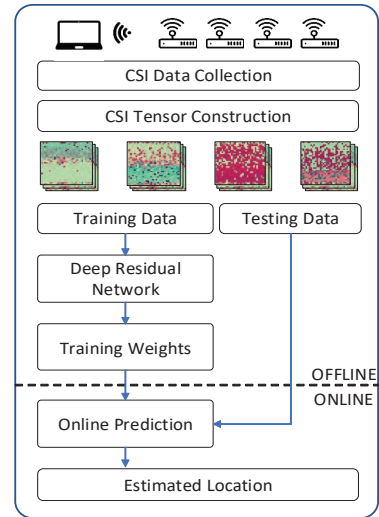 CSI Data Collection
CSI Tensor Construction
Training Data
Testing Data
Deep Residual
Network
Training Weights
OFFLINE
ONLINE
Online Prediction
Estimated Location